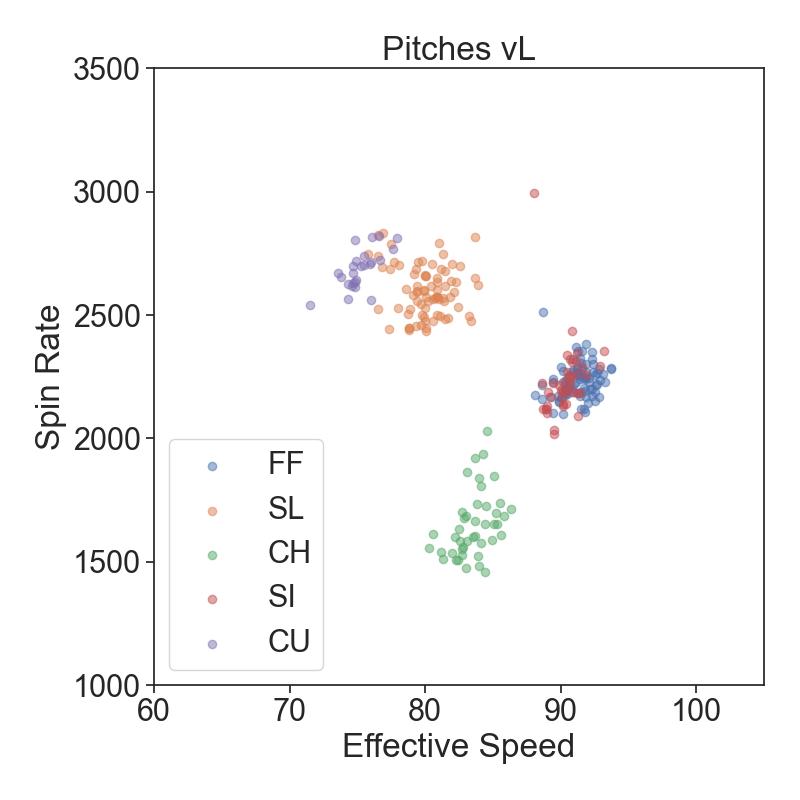 Pitches vL
3500
3000
2500
2000
1500
1000
Spin Rate
FF
SL
CH
SI
CU
60 70 80 90 100
Effective Speed